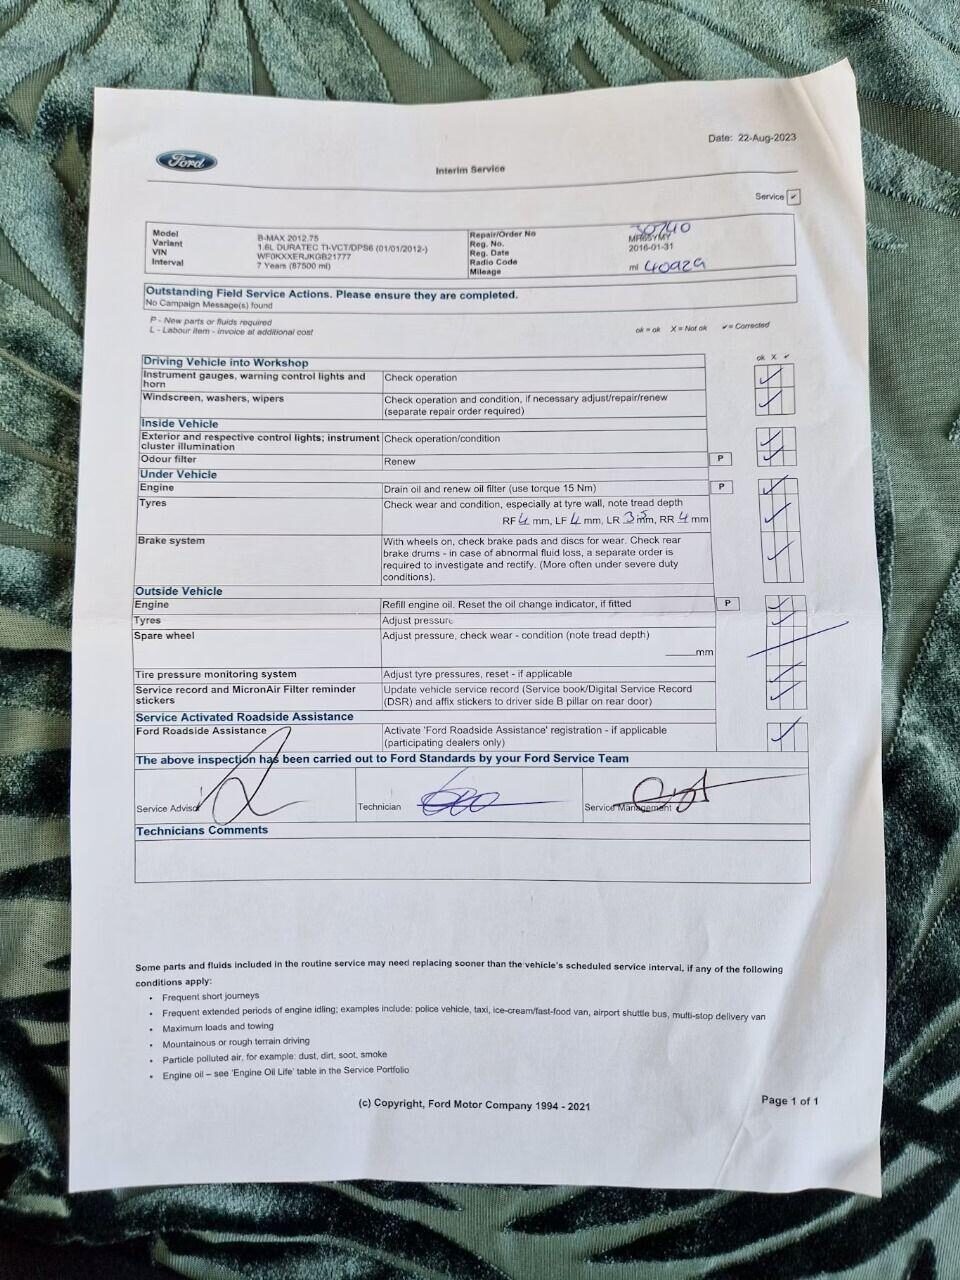 Date: 22-Aug-2023
Ford
Interim Service
Service ✓
Model B-MAX 2012.75
Variant 1.6L DURATEC TI-VCT/DPS6 (01/01/2012-)
VIN WF0KXXERJKGB21777
Interval 7 Years (87500 ml)
Repair/Order No 30740
Reg. No. MR65YMY
Reg. Date 2016-01-31
Radio Code
Mileage ml 40929
Outstanding Field Service Actions. Please ensure they are completed.
No Campaign Message(s) found
P - New parts or fluids required
L - Labour item - invoice at additional cost
ok = ok X = Not ok ✓ = Corrected
ok X ✓
Driving Vehicle into Workshop
Instrument gauges, warning control lights and Check operation
horn
Windscreen, washers, wipers Check operation and condition, if necessary adjust/repair/renew
(separate repair order required)
Inside Vehicle
Exterior and respective control lights; instrument Check operation/condition
cluster illumination
Odour filter Renew P
Under Vehicle
Engine Drain oil and renew oil filter (use torque 15 Nm) P
Tyres Check wear and condition, especially at tyre wall, note tread depth
RF 4 mm, LF 4 mm, LR 3.5 mm, RR 4 mm
Brake system With wheels on, check brake pads and discs for wear. Check rear
brake drums - in case of abnormal fluid loss, a separate order is
required to investigate and rectify. (More often under severe duty
conditions).
Outside Vehicle
Engine Refill engine oil. Reset the oil change indicator, if fitted P
Tyres Adjust pressure
Spare wheel Adjust pressure, check wear - condition (note tread depth)
_____mm
Tire pressure monitoring system Adjust tyre pressures, reset - if applicable
Service record and MicronAir Filter reminder Update vehicle service record (Service book/Digital Service Record
stickers (DSR) and affix stickers to driver side B pillar on rear door)
Service Activated Roadside Assistance
Ford Roadside Assistance Activate 'Ford Roadside Assistance' registration - if applicable
(participating dealers only)
The above inspection has been carried out to Ford Standards by your Ford Service Team
Service Advisor Technician Service Management
Technicians Comments
Some parts and fluids included in the routine service may need replacing sooner than the vehicle's scheduled service interval, if any of the following
conditions apply:
• Frequent short journeys
• Frequent extended periods of engine idling; examples include: police vehicle, taxi, ice-cream/fast-food van, airport shuttle bus, multi-stop delivery van
• Maximum loads and towing
• Mountainous or rough terrain driving
• Particle polluted air, for example: dust, dirt, soot, smoke
• Engine oil – see 'Engine Oil Life' table in the Service Portfolio
(c) Copyright, Ford Motor Company 1994 - 2021
Page 1 of 1